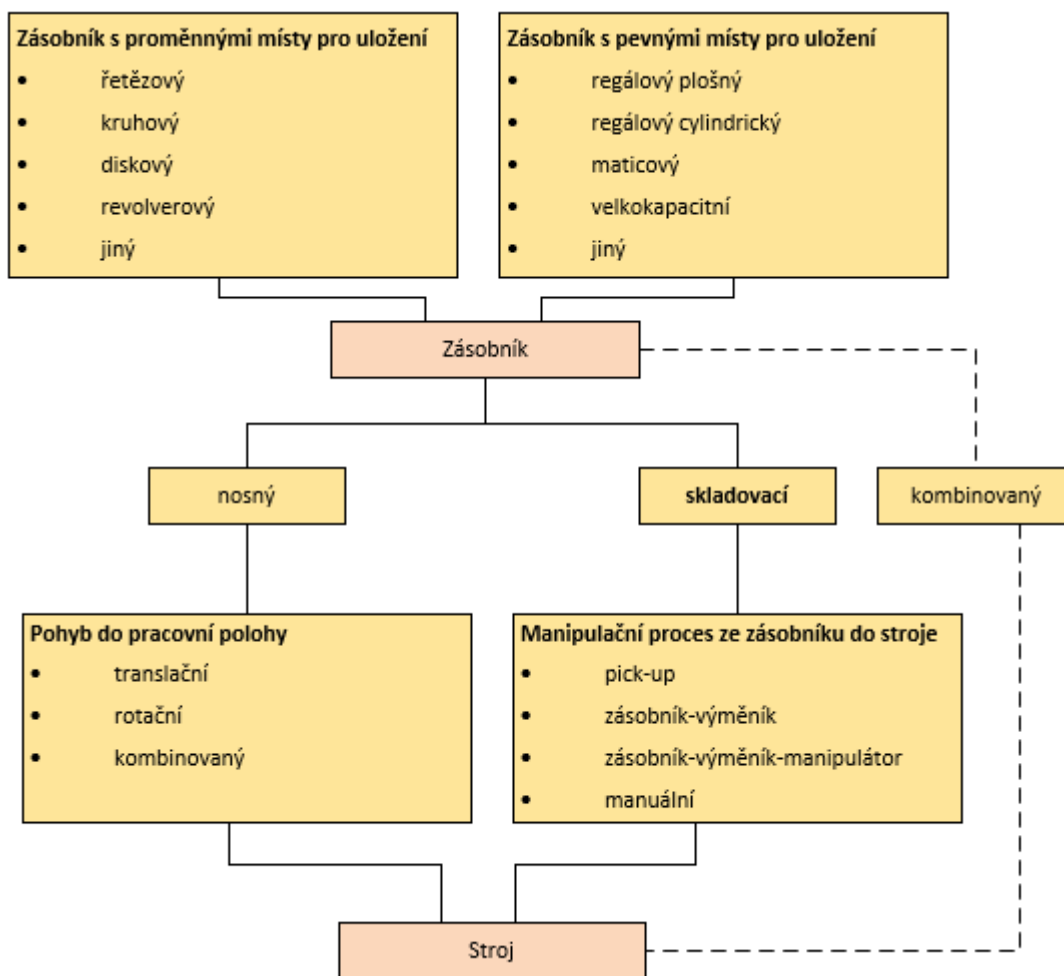 Zásobník s proměnnými místy pro uložení
• řetězový
• kruhový
• diskový
• revolverový
• jiný
Zásobník s pevnými místy pro uložení
• regálový plošný
• regálový cylindrický
• maticový
• velkokapacitní
• jiný
Zásobník
nosný
skladovací
kombinovaný
Pohyb do pracovní polohy
• translační
• rotační
• kombinovaný
Manipulační proces ze zásobníku do stroje
• pick-up
• zásobník-výměník
• zásobník-výměník-manipulátor
• manuální
Stroj